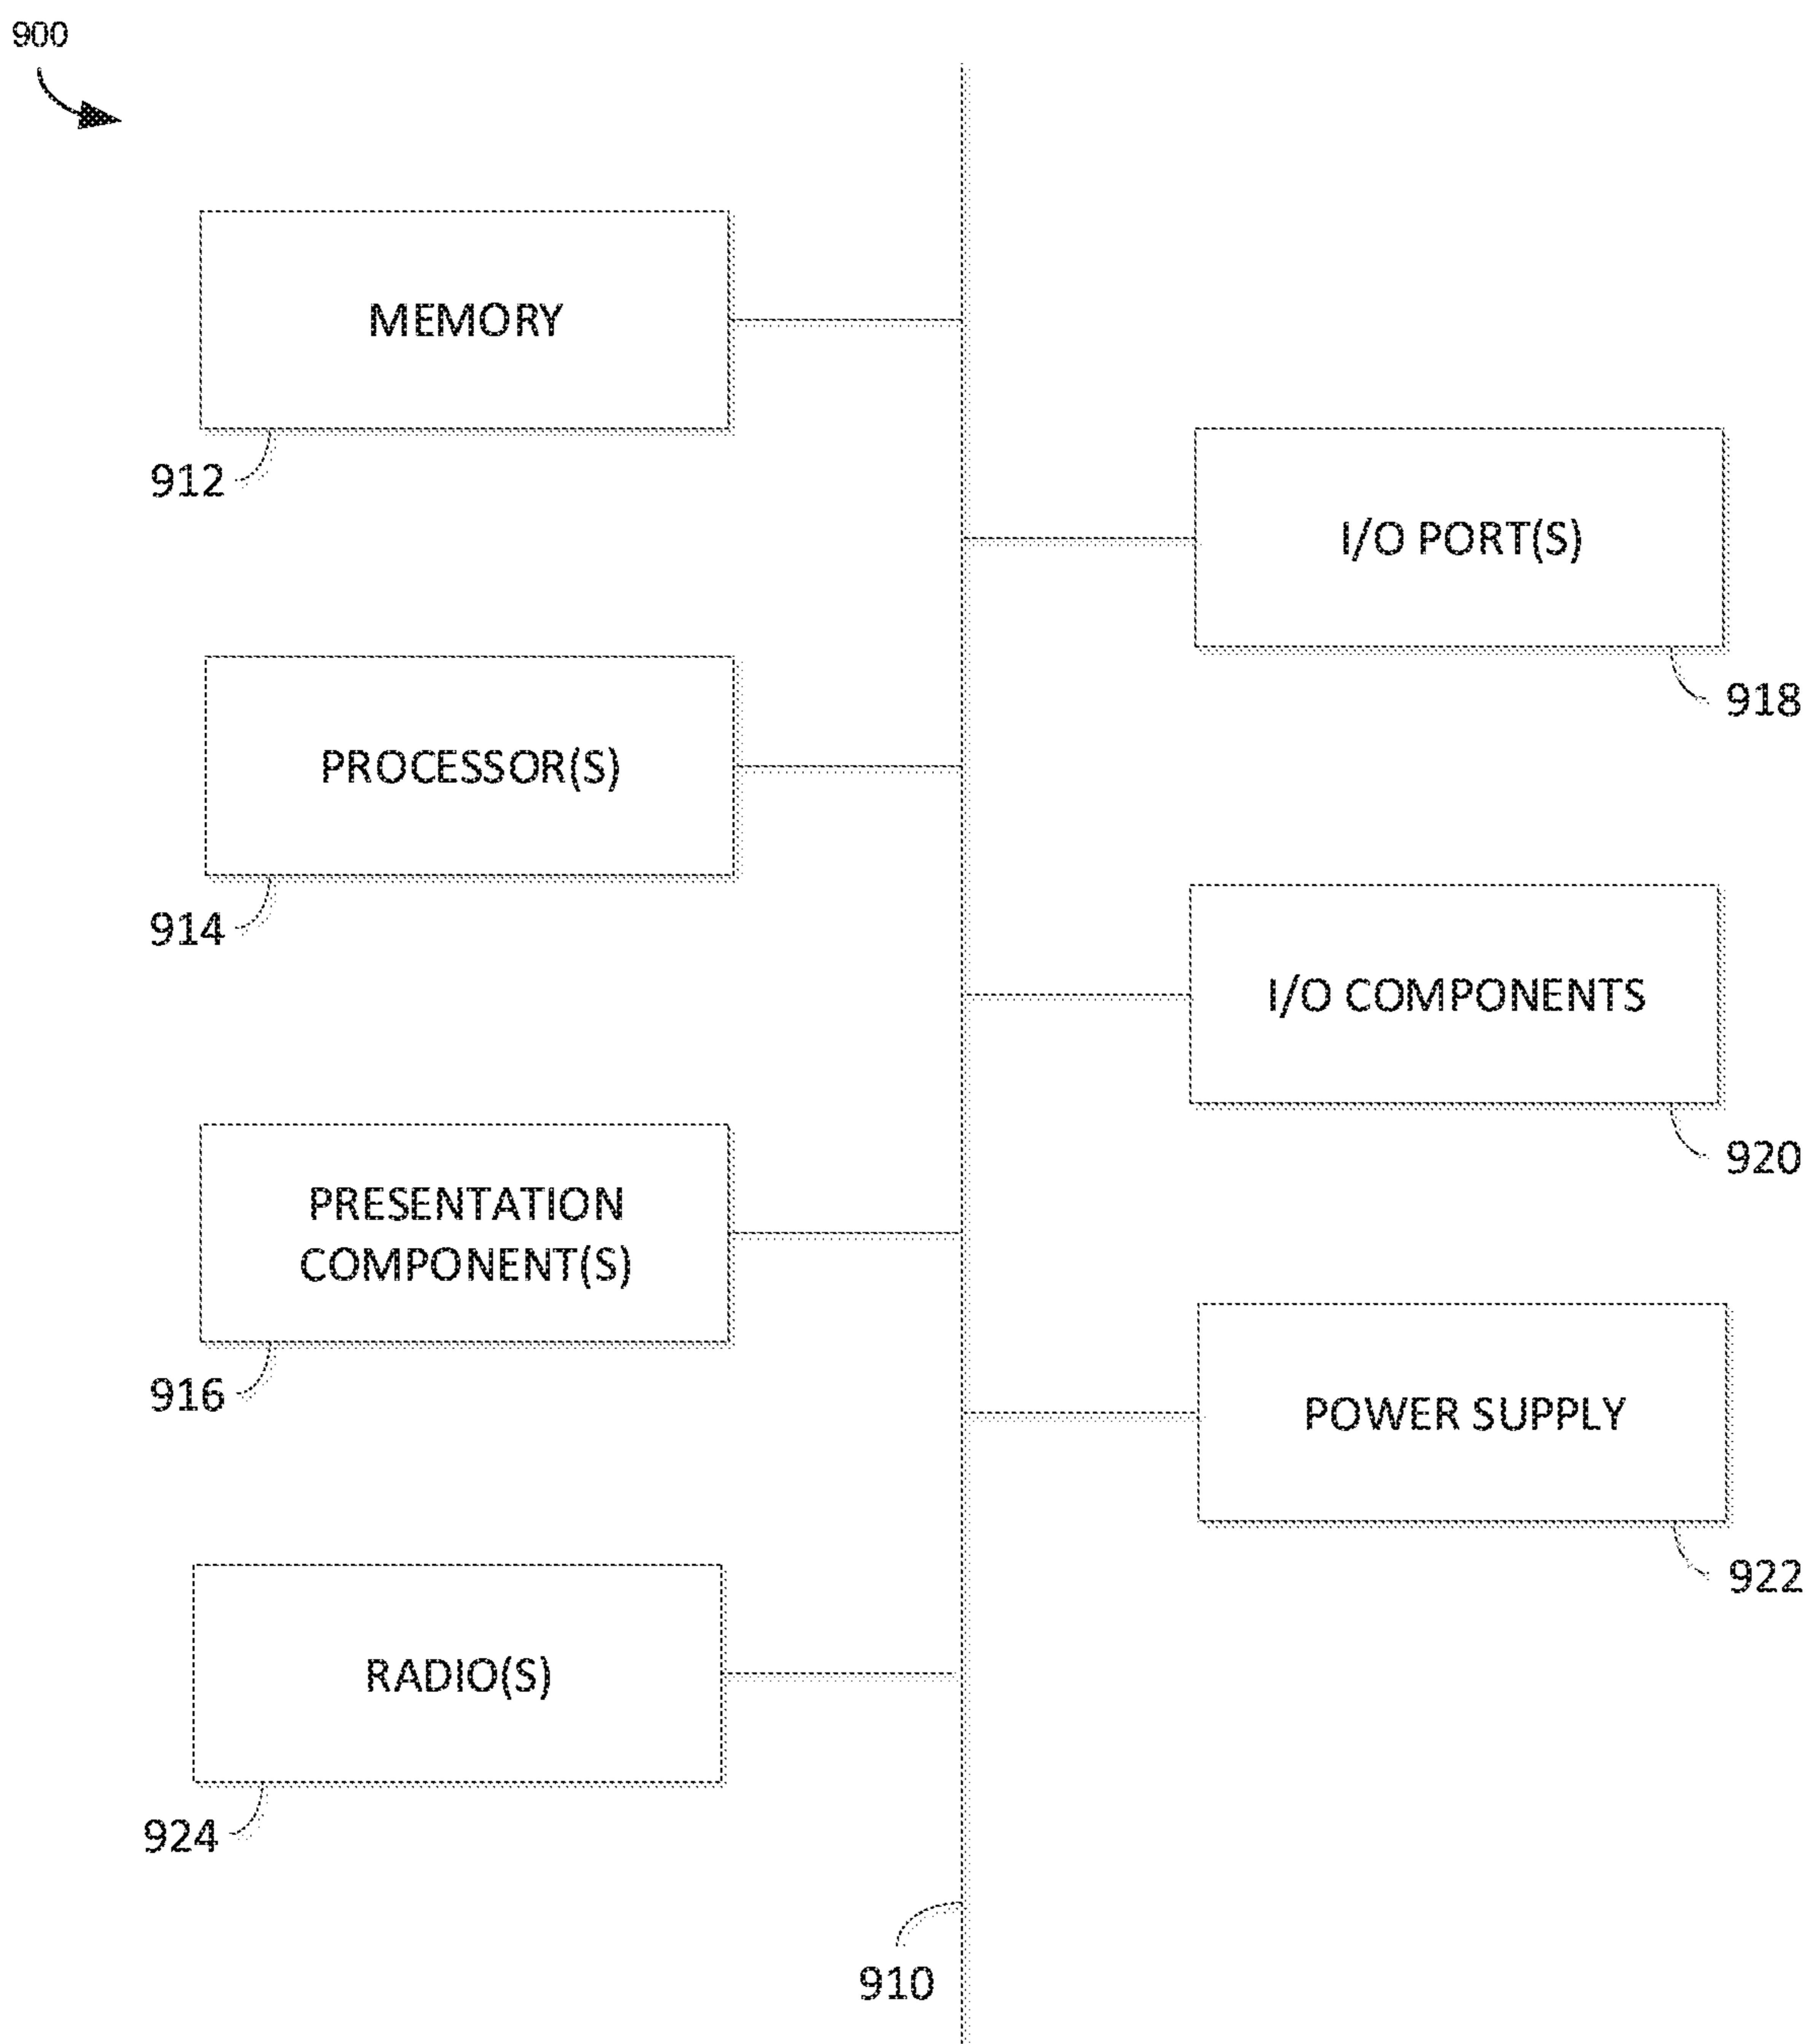 900
MEMORY
912
I/O PORT(S)
918
PROCESSOR(S)
914
I/O COMPONENTS
920
PRESENTATION
COMPONENT(S)
916
POWER SUPPLY
922
RADIO(S)
924
910